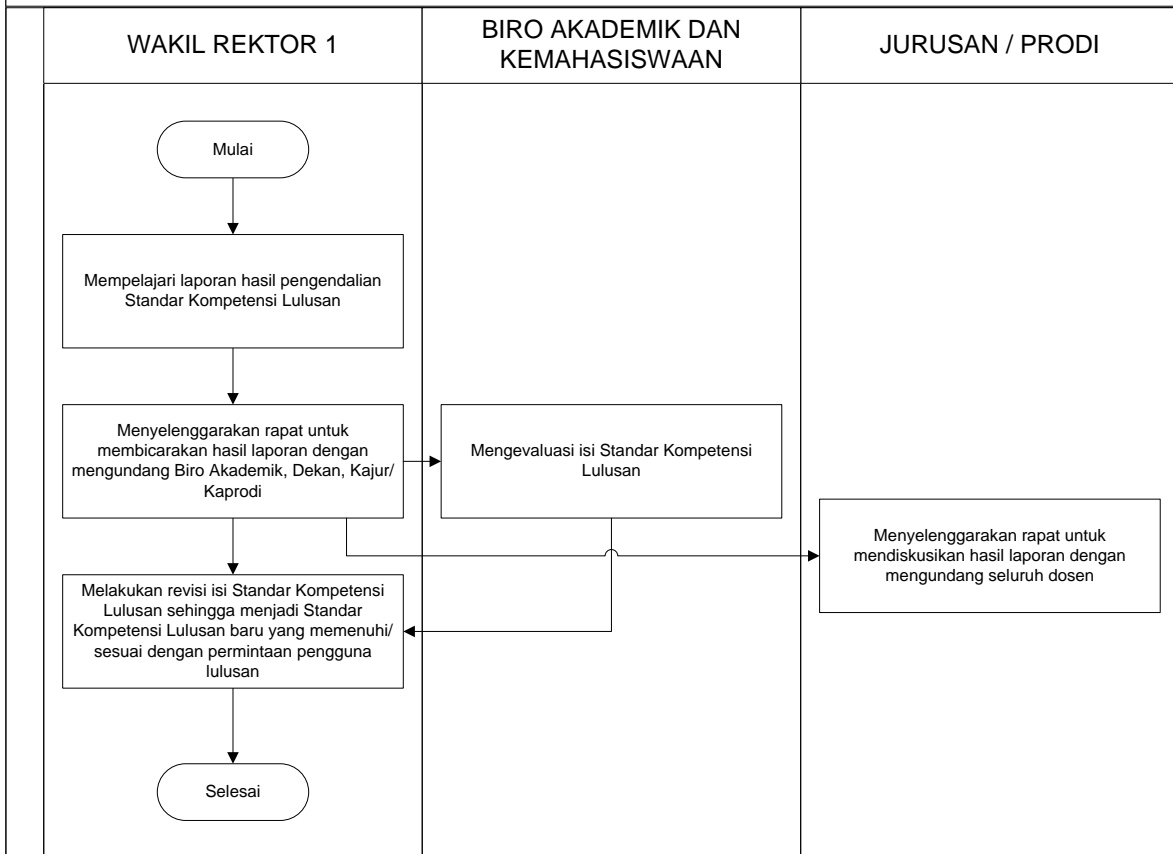 WAKIL REKTOR 1
BIRO AKADEMIK DAN
KEMAHASISWAAN
JURUSAN / PRODI
Mulai
Mempelajari laporan hasil pengendalian
Standar Kompetensi Lulusan
Menyelenggarakan rapat untuk
membicarakan hasil laporan dengan
mengundang Biro Akademik, Dekan, Kajur/
Kaprodi
Mengevaluasi isi Standar Kompetensi
Lulusan
Menyelenggarakan rapat untuk
mendiskusikan hasil laporan dengan
mengundang seluruh dosen
Melakukan revisi isi Standar Kompetensi
Lulusan sehingga menjadi Standar
Kompetensi Lulusan baru yang memenuhi/
sesuai dengan permintaan pengguna
lulusan
Selesai